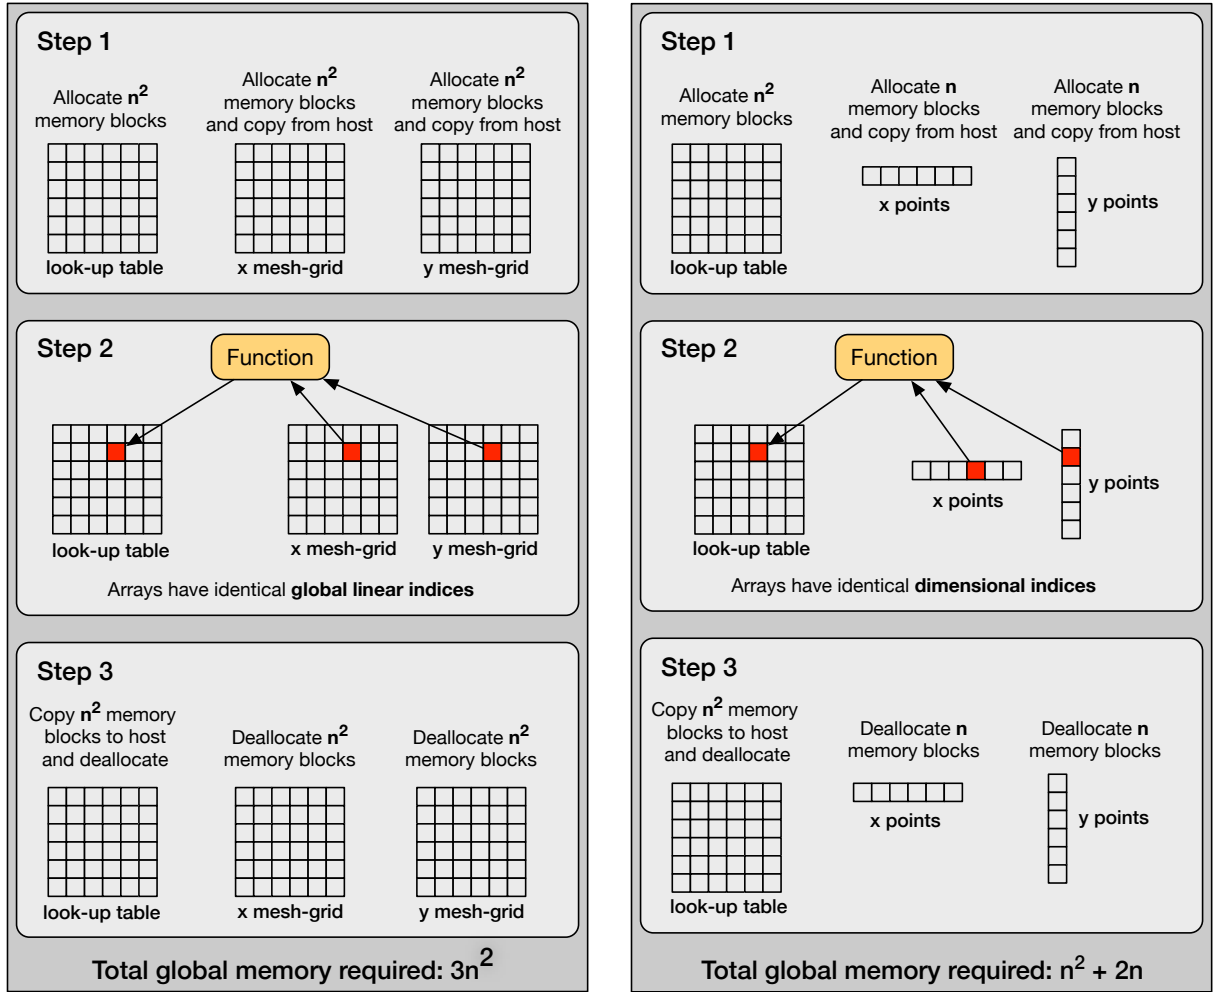 Step 1
Allocate n²
memory blocks
Allocate n²
memory blocks
and copy from host
Allocate n²
memory blocks
and copy from host
look-up table
x mesh-grid
y mesh-grid
Step 2
Function
look-up table
x mesh-grid
y mesh-grid
Arrays have identical global linear indices
Step 3
Copy n² memory
blocks to host
and deallocate
Deallocate n²
memory blocks
Deallocate n²
memory blocks
look-up table
x mesh-grid
y mesh-grid
Total global memory required: 3n²
Step 1
Allocate n²
memory blocks
Allocate n
memory blocks
and copy from host
Allocate n
memory blocks
and copy from host
look-up table
x points
y points
Step 2
Function
look-up table
x points
y points
Arrays have identical dimensional indices
Step 3
Copy n² memory
blocks to host
and deallocate
Deallocate n
memory blocks
Deallocate n
memory blocks
look-up table
x points
y points
Total global memory required: n² + 2n